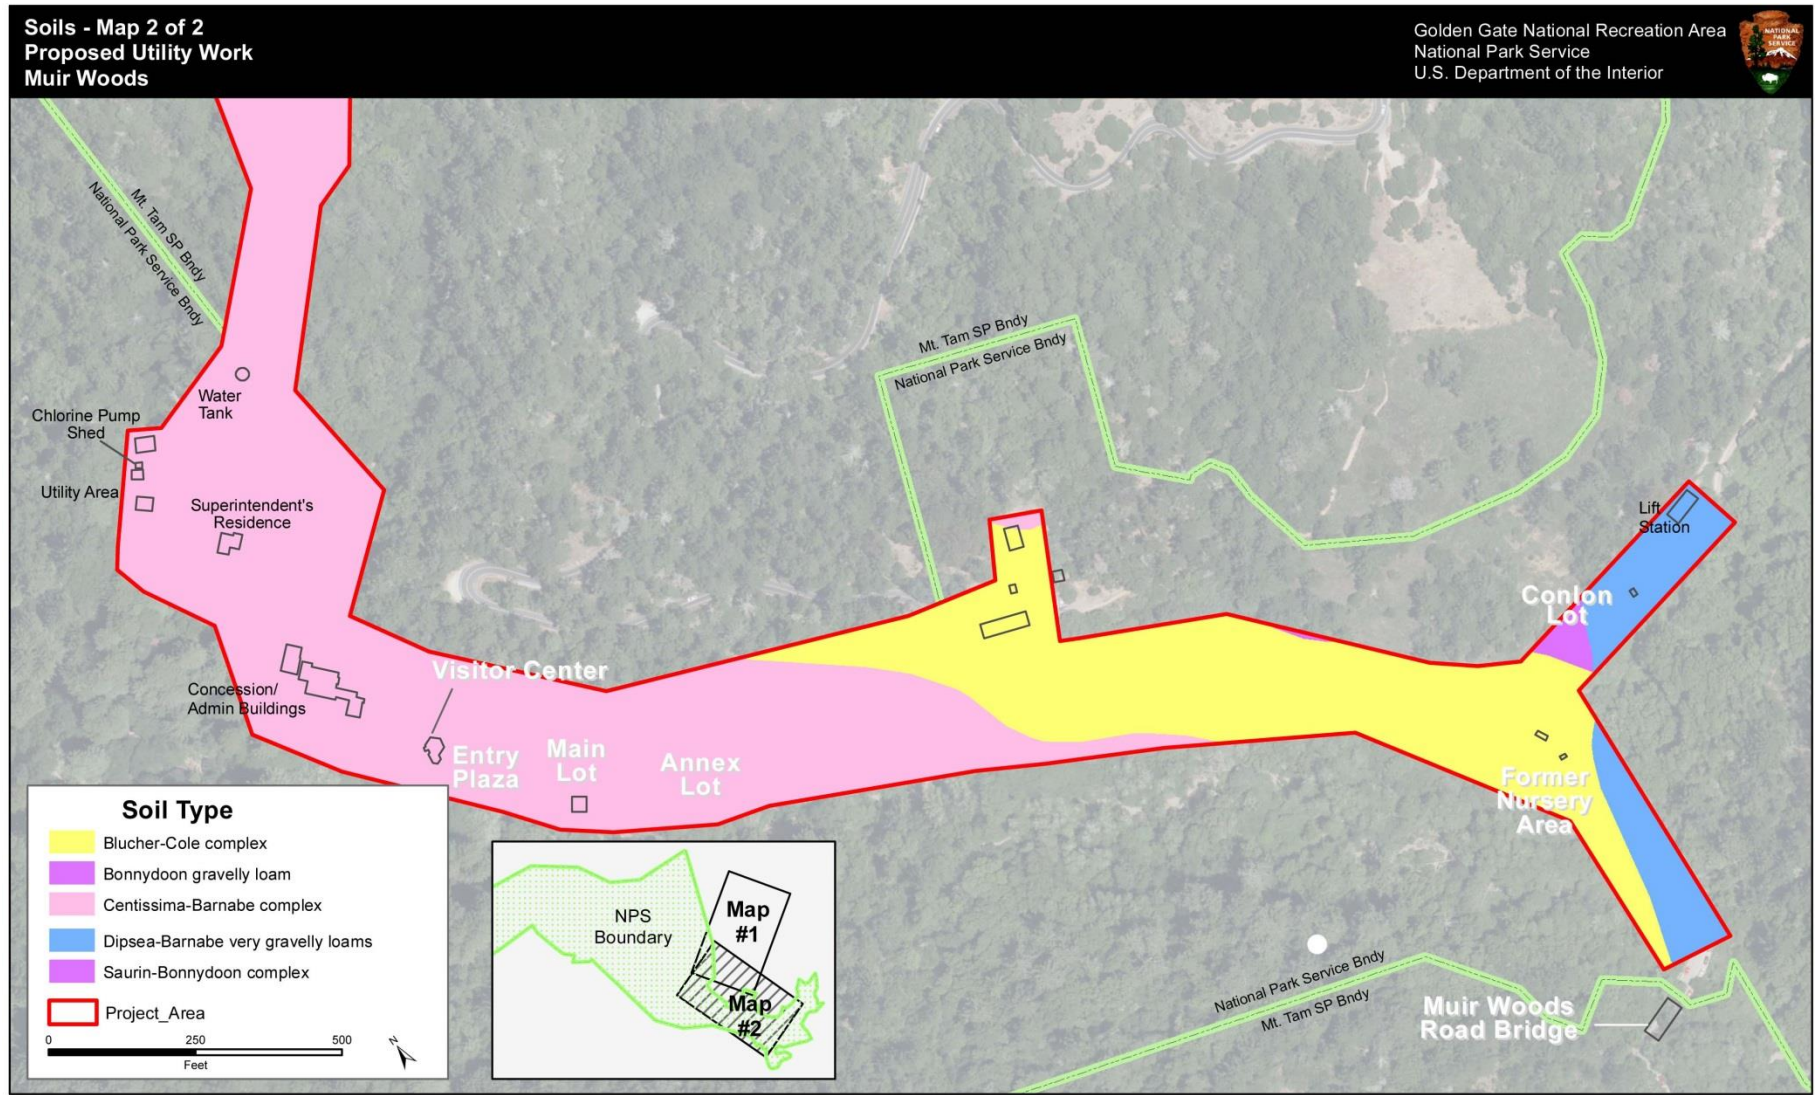 Soils - Map 2 of 2
Proposed Utility Work
Muir Woods
Golden Gate National Recreation Area
National Park Service
U.S. Department of the Interior
NATIONAL
PARK
SERVICE
Mt. Tam SP Bndy
National Park Service Bndy
Mt. Tam SP Bndy
National Park Service Bndy
Water
Tank
Chlorine Pump
Shed
Utility Area
Superintendent's
Residence
Lift
Station
Conlon
Lot
Visitor Center
Concession/
Admin Buildings
Entry
Plaza
Main
Lot
Annex
Lot
Former
Nursery
Area
National Park Service Bndy
Mt. Tam SP Bndy
Muir Woods
Road Bridge
Soil Type
Blucher-Cole complex
Bonnydoon gravelly loam
Centissima-Barnabe complex
Dipsea-Barnabe very gravelly loams
Saurin-Bonnydoon complex
Project_Area
0 250 500
Feet
N
NPS
Boundary
Map
#1
Map
#2